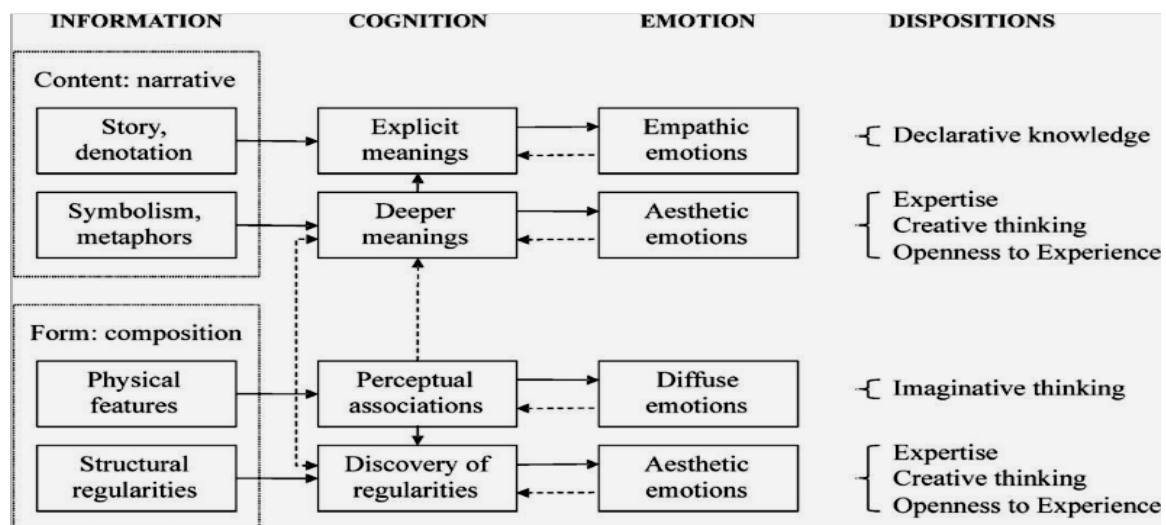 INFORMATION COGNITION EMOTION DISPOSITIONS
Content: narrative
Story,
denotation
Explicit
meanings
Empathic
emotions
Declarative knowledge
Symbolism,
metaphors
Deeper
meanings
Aesthetic
emotions
Expertise
Creative thinking
Openness to Experience
Form: composition
Physical
features
Perceptual
associations
Diffuse
emotions
Imaginative thinking
Structural
regularities
Discovery of
regularities
Aesthetic
emotions
Expertise
Creative thinking
Openness to Experience